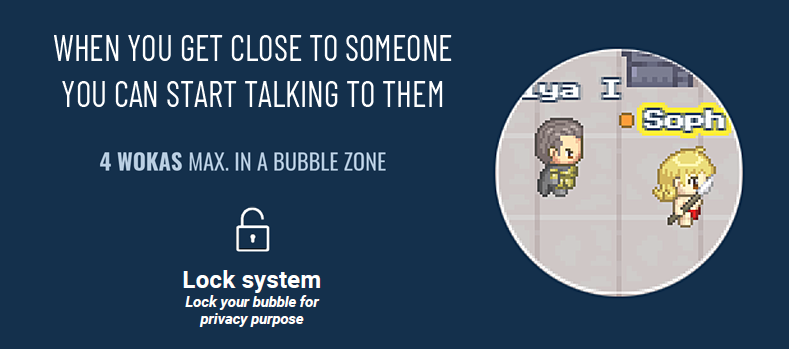 WHEN YOU GET CLOSE TO SOMEONE
YOU CAN START TALKING TO THEM
4 WOKAS MAX. IN A BUBBLE ZONE
Lock system
Lock your bubble for
privacy purpose
Soph